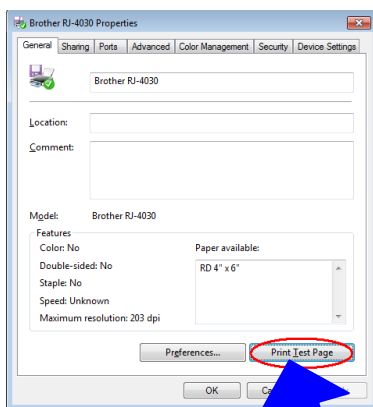 Brother RJ-4030 Properties
General Sharing Ports Advanced Color Management Security Device Settings
Brother RJ-4030
Location:
Comment:
Model: Brother RJ-4030
Features
Color: No
Paper available:
Double-sided: No
RD 4" x 6"
Staple: No
Speed: Unknown
Maximum resolution: 203 dpi
Preferences... Print Test Page
OK